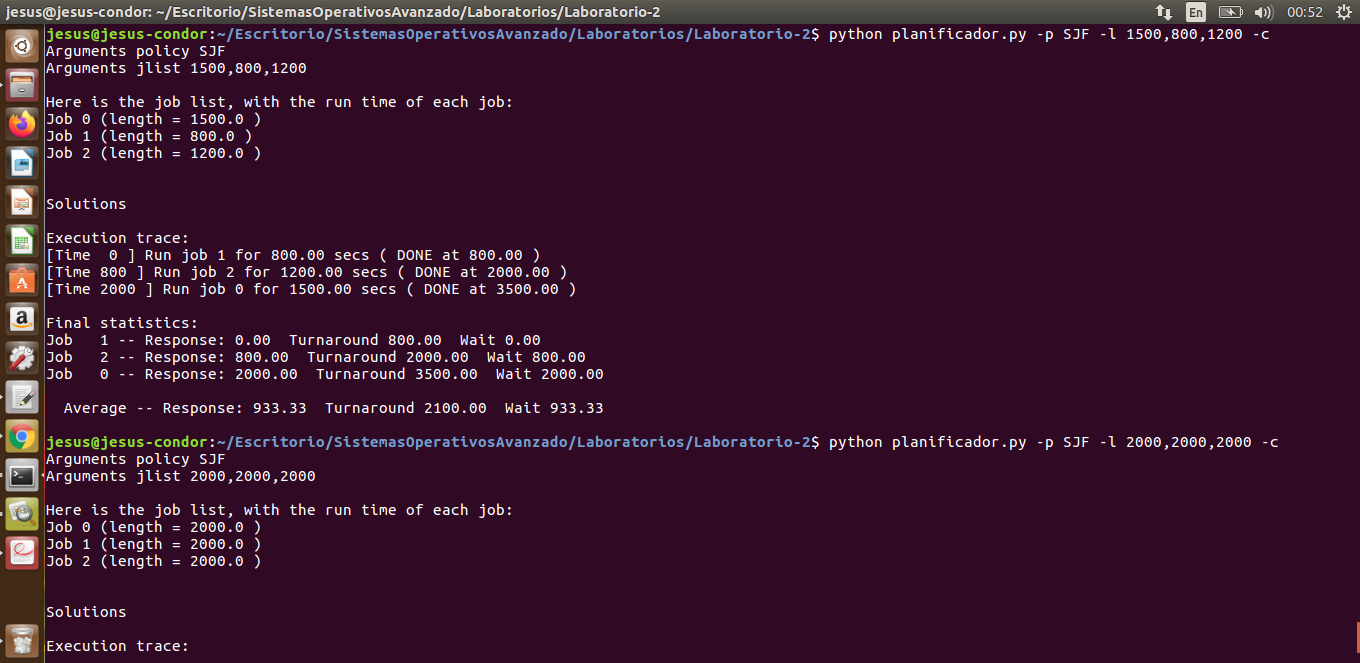 jesus@jesus-condor: ~/Escritorio/SistemasOperativosAvanzado/Laboratorios/Laboratorio-2
En
00:52
jesus@jesus-condor:~/Escritorio/SistemasOperativosAvanzado/Laboratorios/Laboratorio-2$ python planificador.py -p SJF -l 1500,800,1200 -c
Arguments policy SJF
Arguments jlist 1500,800,1200
Here is the job list, with the run time of each job:
Job 0 (length = 1500.0 )
Job 1 (length = 800.0 )
Job 2 (length = 1200.0 )
Solutions
Execution trace:
[Time  0 ] Run job 1 for 800.00 secs ( DONE at 800.00 )
[Time 800 ] Run job 2 for 1200.00 secs ( DONE at 2000.00 )
[Time 2000 ] Run job 0 for 1500.00 secs ( DONE at 3500.00 )
Final statistics:
Job   1 -- Response: 0.00  Turnaround 800.00  Wait 0.00
Job   2 -- Response: 800.00  Turnaround 2000.00  Wait 800.00
Job   0 -- Response: 2000.00  Turnaround 3500.00  Wait 2000.00
Average -- Response: 933.33  Turnaround 2100.00  Wait 933.33
jesus@jesus-condor:~/Escritorio/SistemasOperativosAvanzado/Laboratorios/Laboratorio-2$ python planificador.py -p SJF -l 2000,2000,2000 -c
Arguments policy SJF
Arguments jlist 2000,2000,2000
Here is the job list, with the run time of each job:
Job 0 (length = 2000.0 )
Job 1 (length = 2000.0 )
Job 2 (length = 2000.0 )
Solutions
Execution trace: